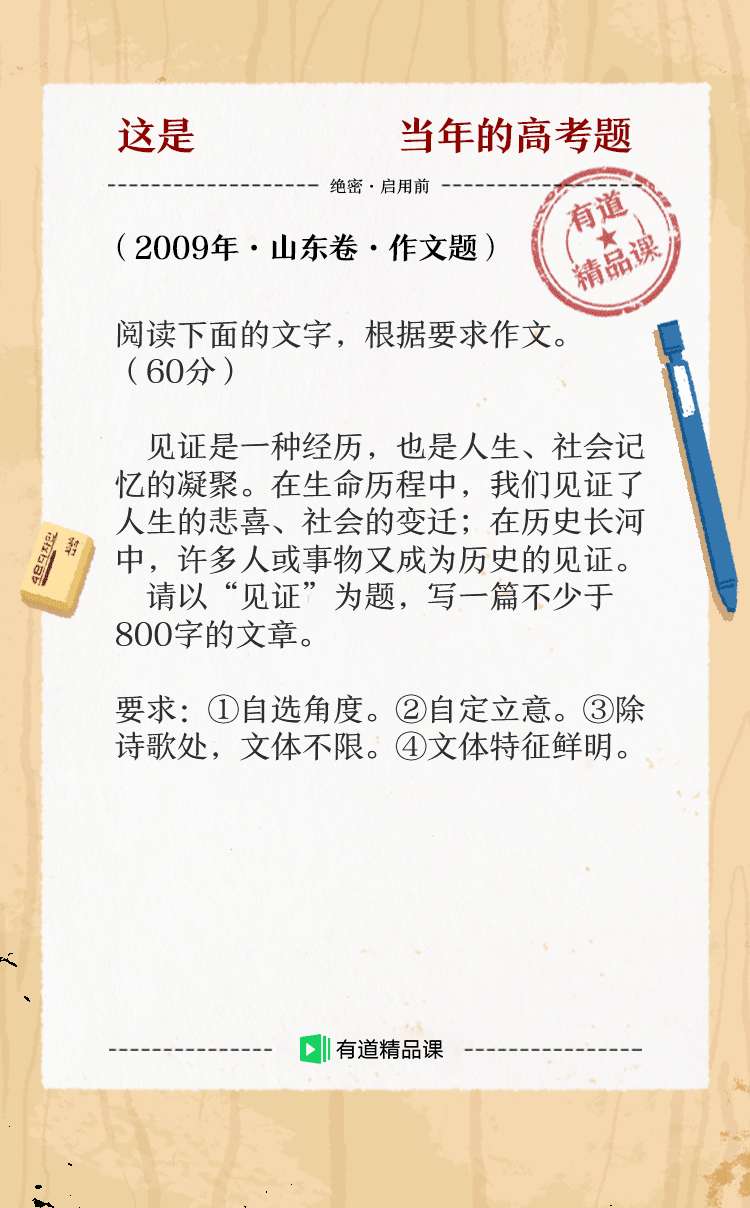 这是 当年的高考题
绝密·启用前
有道
精品课
（2009年·山东卷·作文题）
阅读下面的文字，根据要求作文。
（60分）
见证是一种经历，也是人生、社会记
忆的凝聚。在生命历程中，我们见证了
人生的悲喜、社会的变迁；在历史长河
中，许多人或事物又成为历史的见证。
请以“见证”为题，写一篇不少于
800字的文章。
要求：①自选角度。②自定立意。③除
诗歌处，文体不限。④文体特征鲜明。
有道精品课